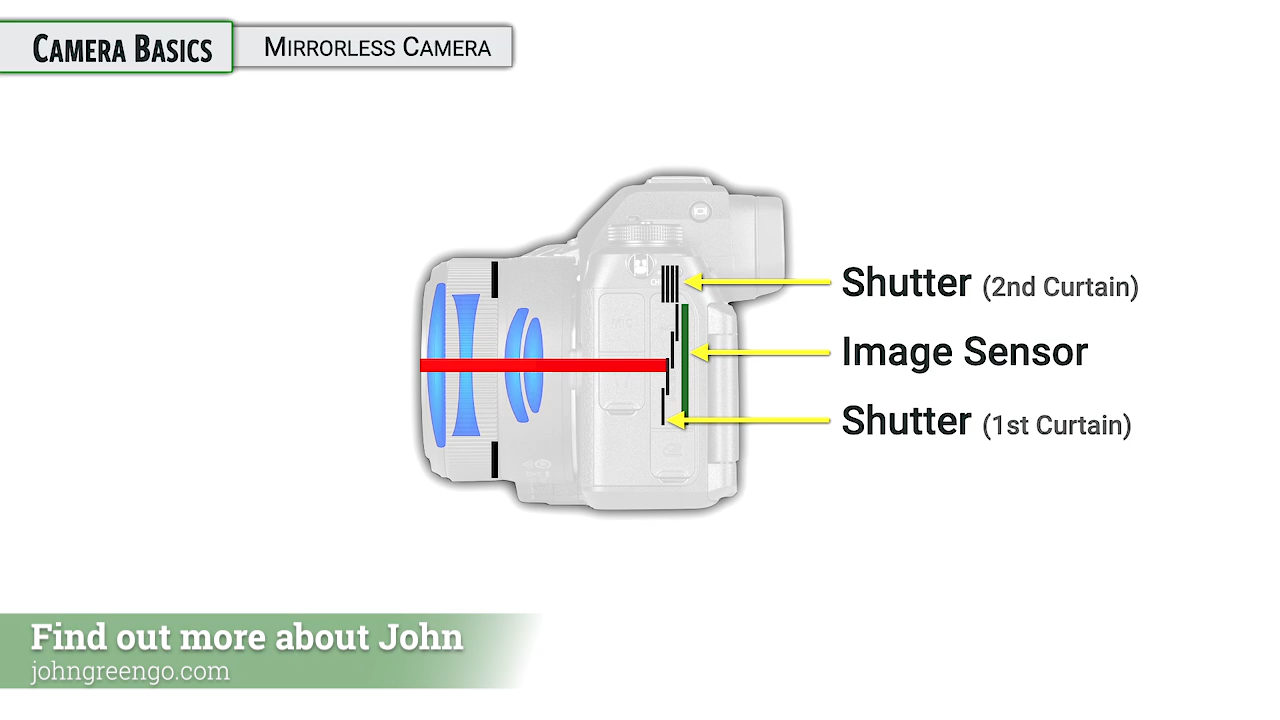 CAMERA BASICS
MIRRORLESS CAMERA
Shutter (2nd Curtain)
MIC
Image Sensor
Shutter (1st Curtain)
Find out more about John
johngreengo.com